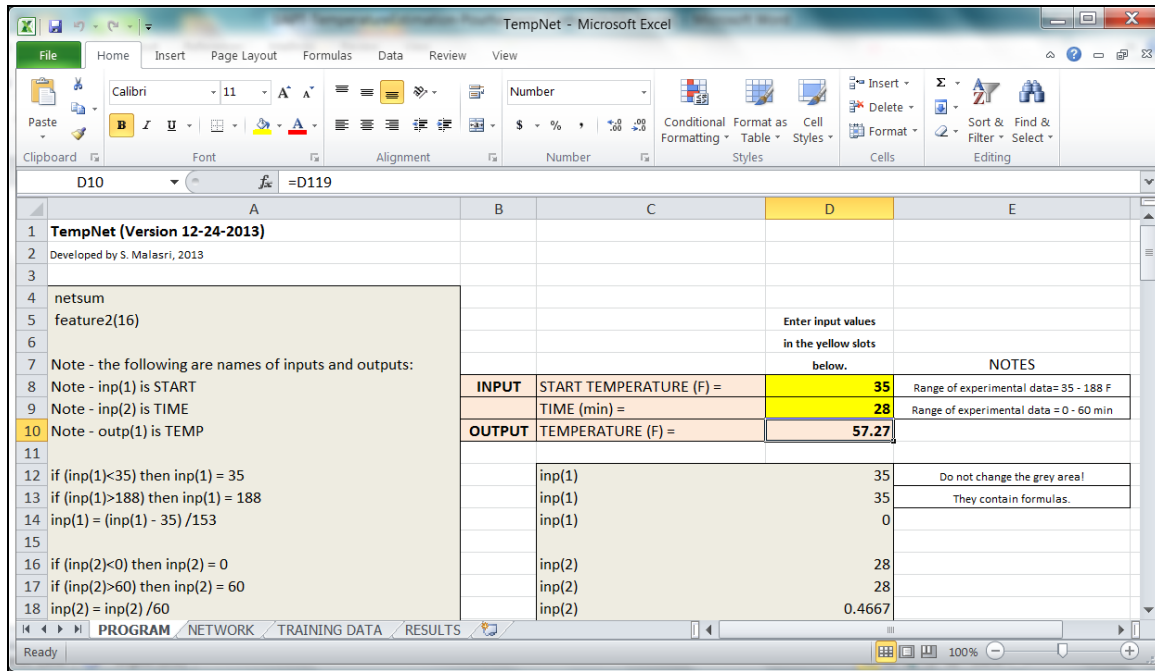 TempNet - Microsoft Excel
File Home Insert Page Layout Formulas Data Review View
Calibri 11 Number
Paste
B I U $ % ,
Conditional Formatting Format as Table Cell Styles
Insert
Delete
Format
Sort & Filter Find & Select
Clipboard Font Alignment Number Styles Cells Editing
D10 fx =D119
A B C D E
1 TempNet (Version 12-24-2013)
2 Developed by S. Malasri, 2013
3
4 netsum
5 feature2(16) Enter input values
6 in the yellow slots
7 Note - the following are names of inputs and outputs: below. NOTES
8 Note - inp(1) is START INPUT START TEMPERATURE (F) = 35 Range of experimental data= 35 - 188 F
9 Note - inp(2) is TIME TIME (min) = 28 Range of experimental data = 0 - 60 min
10 Note - outp(1) is TEMP OUTPUT TEMPERATURE (F) = 57.27
11
12 if (inp(1)<35) then inp(1) = 35 inp(1) 35 Do not change the grey area!
13 if (inp(1)>188) then inp(1) = 188 inp(1) 35 They contain formulas.
14 inp(1) = (inp(1) - 35) /153 inp(1) 0
15
16 if (inp(2)<0) then inp(2) = 0 inp(2) 28
17 if (inp(2)>60) then inp(2) = 60 inp(2) 28
18 inp(2) = inp(2) /60 inp(2) 0.4667
PROGRAM NETWORK TRAINING DATA RESULTS
Ready 100%